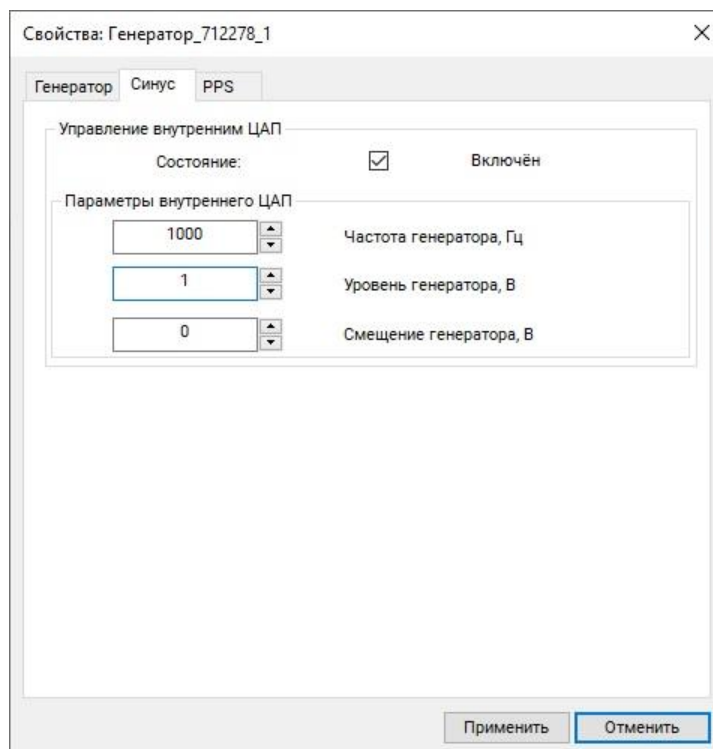 Свойства: Генератор_712278_1
Генератор Синус PPS
Управление внутренним ЦАП
Состояние: Включён
Параметры внутреннего ЦАП
1000 Частота генератора, Гц
1 Уровень генератора, В
0 Смещение генератора, В
Применить Отменить